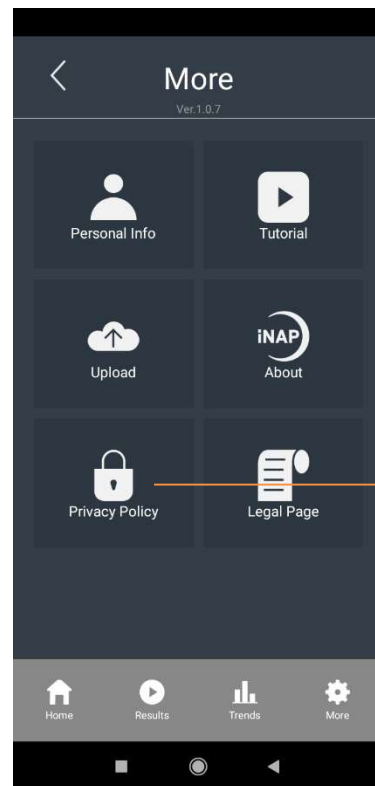 More
Ver.1.0.7
Personal Info
Tutorial
Upload
iNAP
About
Privacy Policy
Legal Page
Home
Results
Trends
More